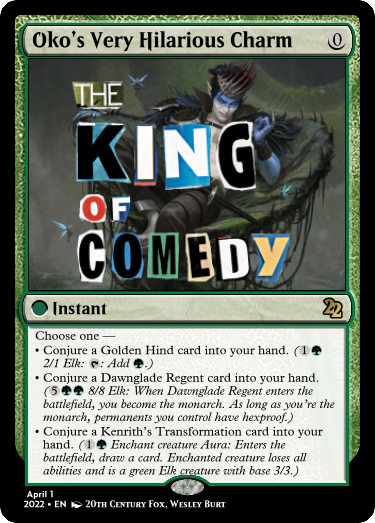 Oko's Very Hilarious Charm 0
THE
KING
OF
COMEDY
Instant 22
Choose one —
• Conjure a Golden Hind card into your hand. (1
2/1 Elk: : Add .)
• Conjure a Dawnglade Regent card into your hand.
(5 8/8 Elk: When Dawnglade Regent enters the
battlefield, you become the monarch. As long as you're the
monarch, permanents you control have hexproof.)
• Conjure a Kenrith's Transformation card into your
hand. (1 Enchant creature Aura: Enters the
battlefield, draw a card. Enchanted creature loses all
abilities and is a green Elk creature with base 3/3.)
April 1
2022 • EN 20th Century Fox, Wesley Burt